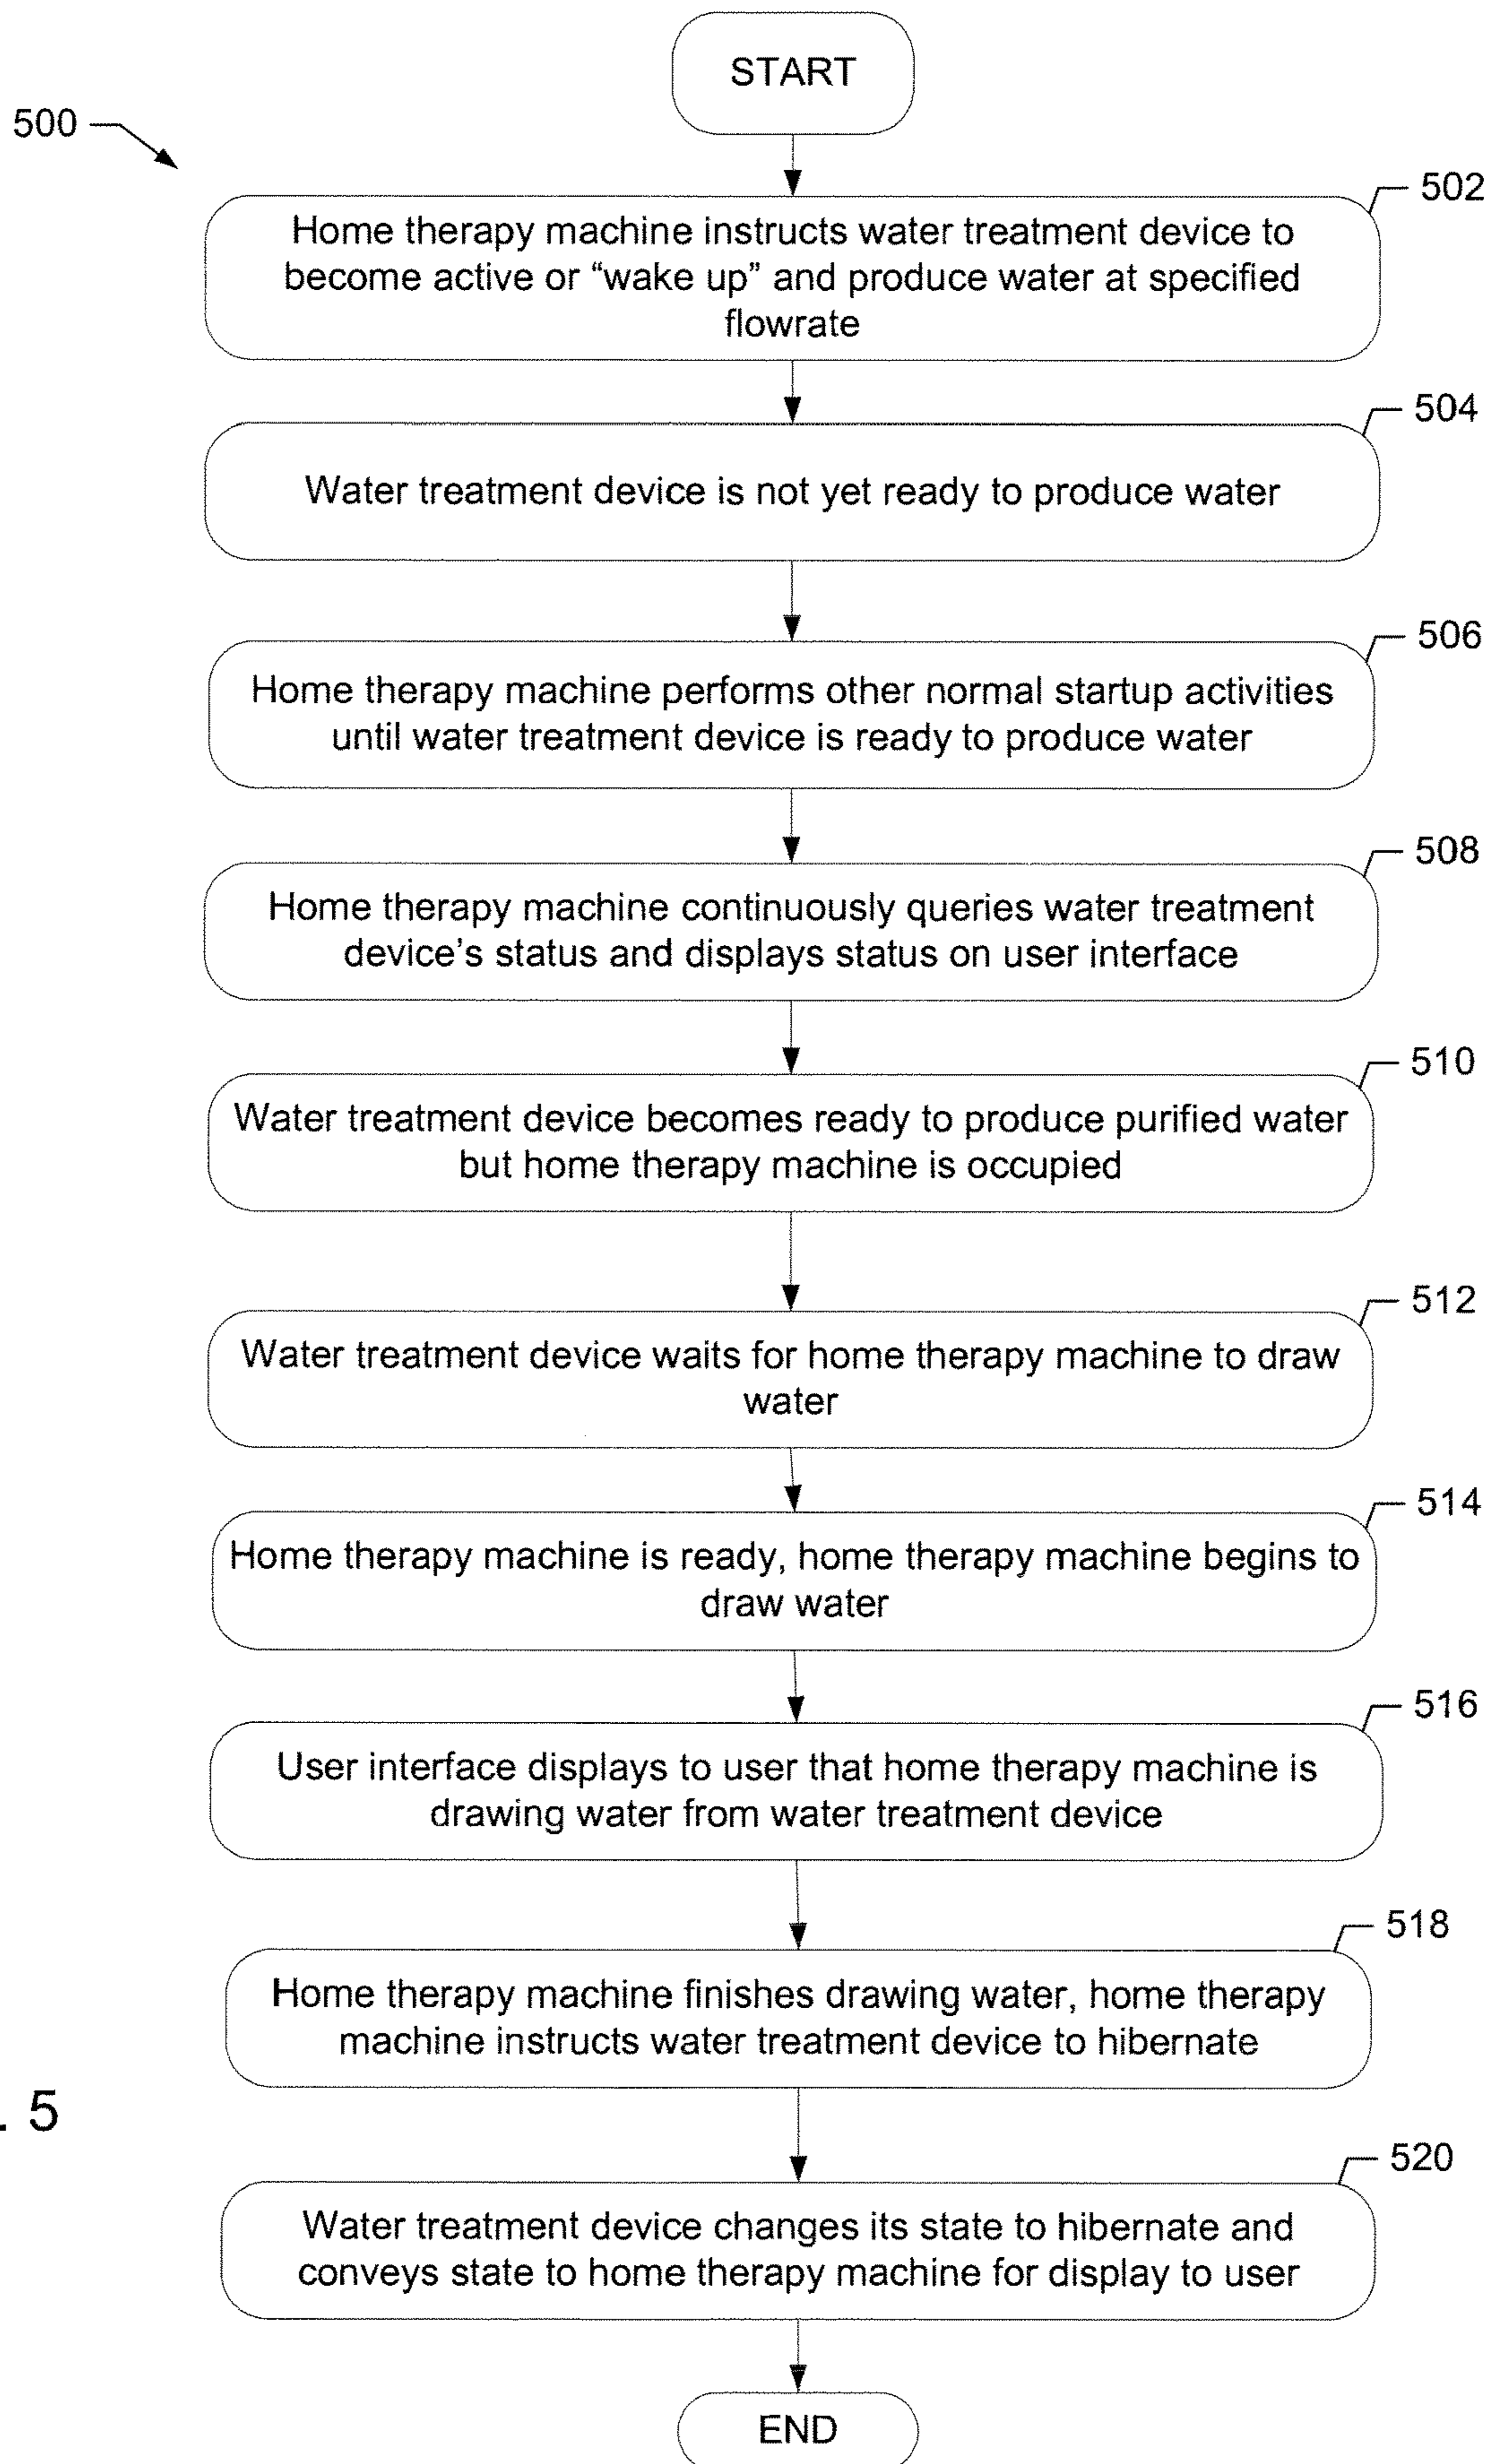 START
500
502
Home therapy machine instructs water treatment device to
become active or “wake up” and produce water at specified
flowrate
504
Water treatment device is not yet ready to produce water
506
Home therapy machine performs other normal startup activities
until water treatment device is ready to produce water
508
Home therapy machine continuously queries water treatment
device's status and displays status on user interface
510
Water treatment device becomes ready to produce purified water
but home therapy machine is occupied
512
Water treatment device waits for home therapy machine to draw
water
514
Home therapy machine is ready, home therapy machine begins to
draw water
516
User interface displays to user that home therapy machine is
drawing water from water treatment device
518
Home therapy machine finishes drawing water, home therapy
machine instructs water treatment device to hibernate
. 5
520
Water treatment device changes its state to hibernate and
conveys state to home therapy machine for display to user
END